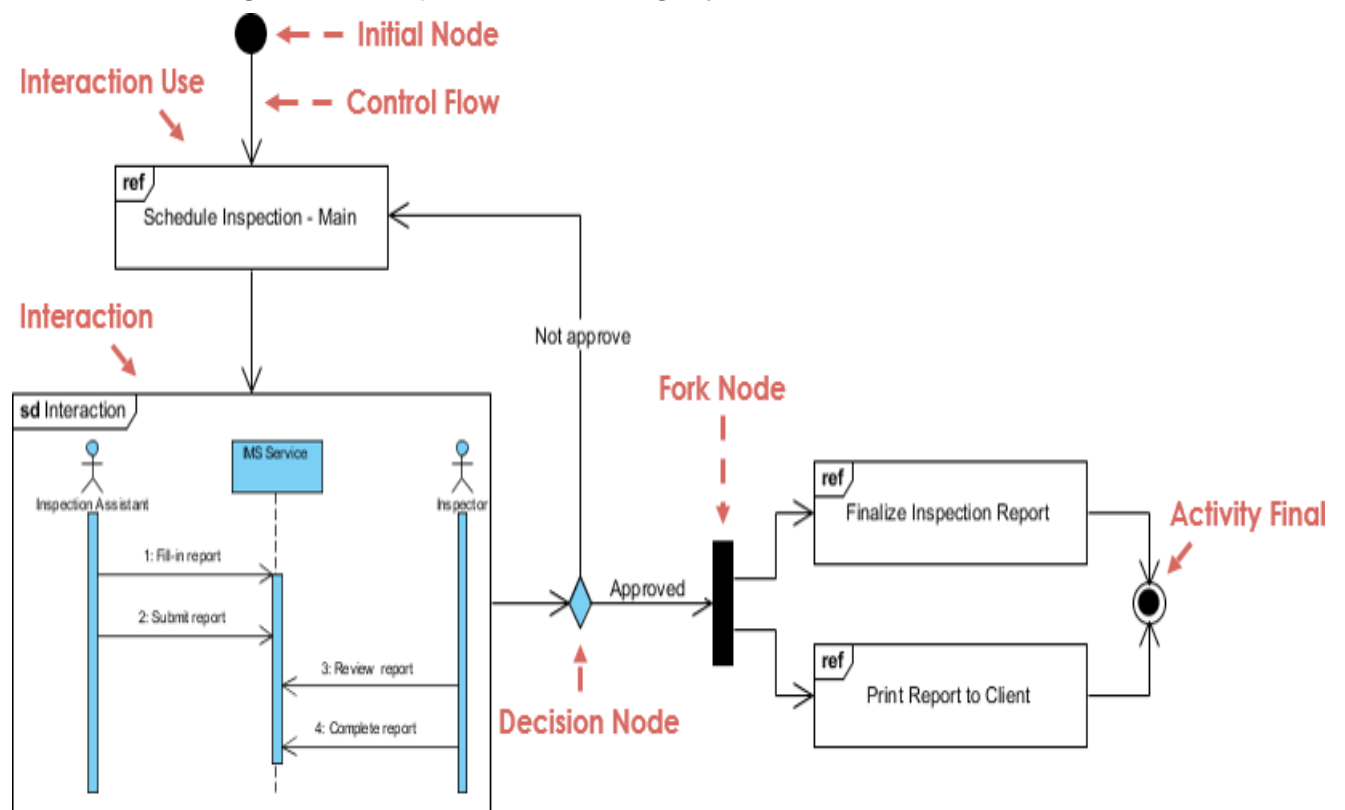 Initial Node
Interaction Use
Control Flow
ref
Schedule Inspection - Main
Interaction
Not approve
Fork Node
sd Interaction
IMS Service
Inspection Assistant
Inspector
ref
Finalize Inspection Report
Activity Final
1: Fill-in report
Approved
2: Submit report
ref
3: Review report
Print Report to Client
Decision Node
4: Complete report